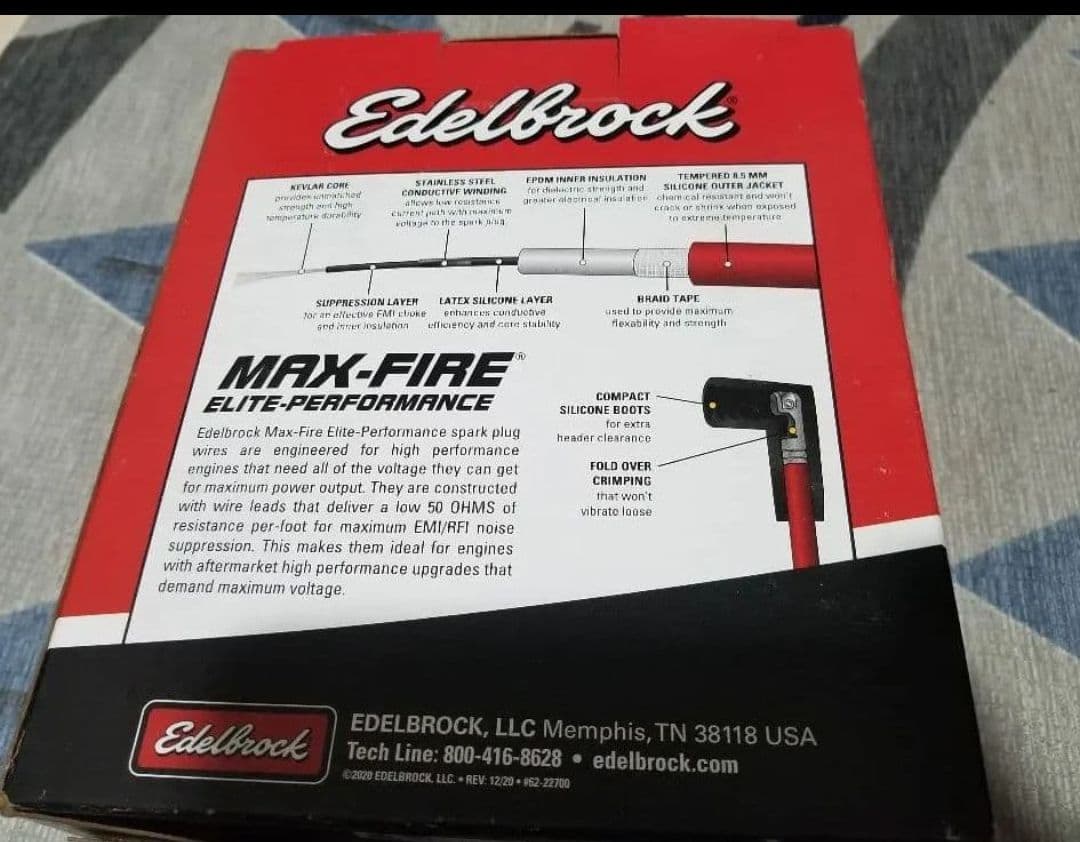 Edelbrock®
KEVLAR CORE
provides unmatched
strength and high
temperature durability
STAINLESS STEEL
CONDUCTIVE WINDING
allows low resistance
current path with maximum
voltage to the spark plug
EPDM INNER INSULATION
for dielectric strength and
greater electrical insulation
TEMPERED 8.5 MM
SILICONE OUTER JACKET
chemical resistant and won't
crack or shrink when exposed
to extreme temperature
SUPPRESSION LAYER
for an effective EMI choke
and inner insulation
LATEX SILICONE LAYER
enhances conductive
efficiency and core stability
BRAID TAPE
used to provide maximum
flexability and strength
MAX-FIRE®
ELITE-PERFORMANCE
Edelbrock Max-Fire Elite-Performance spark plug
wires are engineered for high performance
engines that need all of the voltage they can get
for maximum power output. They are constructed
with wire leads that deliver a low 50 OHMS of
resistance per-foot for maximum EMI/RFI noise
suppression. This makes them ideal for engines
with aftermarket high performance upgrades that
demand maximum voltage.
COMPACT
SILICONE BOOTS
for extra
header clearance
FOLD OVER
CRIMPING
that won't
vibrate loose
Edelbrock
EDELBROCK, LLC Memphis, TN 38118 USA
Tech Line: 800-416-8628 • edelbrock.com
©2020 EDELBROCK, LLC. • REV: 12/20 • #62-22700